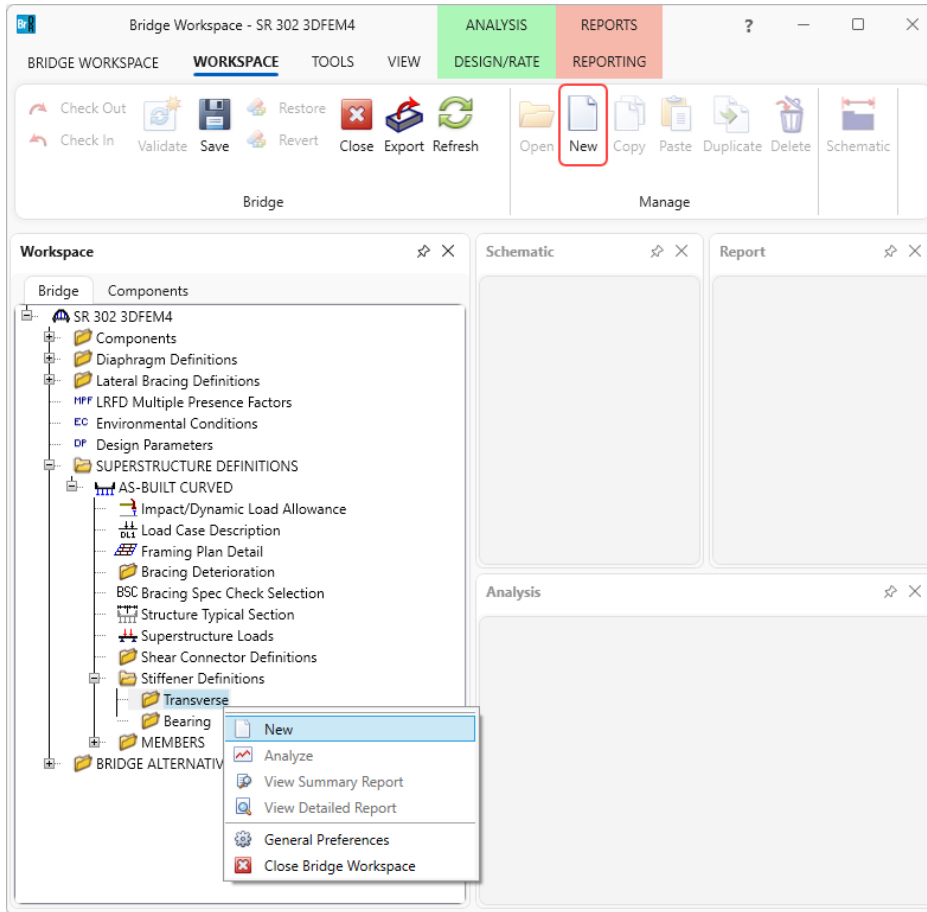 Br
DR
Bridge Workspace - SR 302 3DFEM4
ANALYSIS
REPORTS
?
BRIDGE WORKSPACE
WORKSPACE
TOOLS
VIEW
DESIGN/RATE
REPORTING
Check Out
Check In
Validate
Save
Restore
Revert
Close
Export
Refresh
Open
New
Copy
Paste
Duplicate
Delete
Schematic
Bridge
Manage
Workspace
Schematic
Report
Bridge
Components
SR 302 3DFEM4
Components
Diaphragm Definitions
Lateral Bracing Definitions
MPF LRFD Multiple Presence Factors
EC Environmental Conditions
DP Design Parameters
SUPERSTRUCTURE DEFINITIONS
AS-BUILT CURVED
Impact/Dynamic Load Allowance
DL1 Load Case Description
Framing Plan Detail
Bracing Deterioration
BSC Bracing Spec Check Selection
Structure Typical Section
Superstructure Loads
Shear Connector Definitions
Stiffener Definitions
Transverse
Bearing
MEMBERS
BRIDGE ALTERNATIV
New
Analyze
View Summary Report
View Detailed Report
General Preferences
Close Bridge Workspace
Analysis